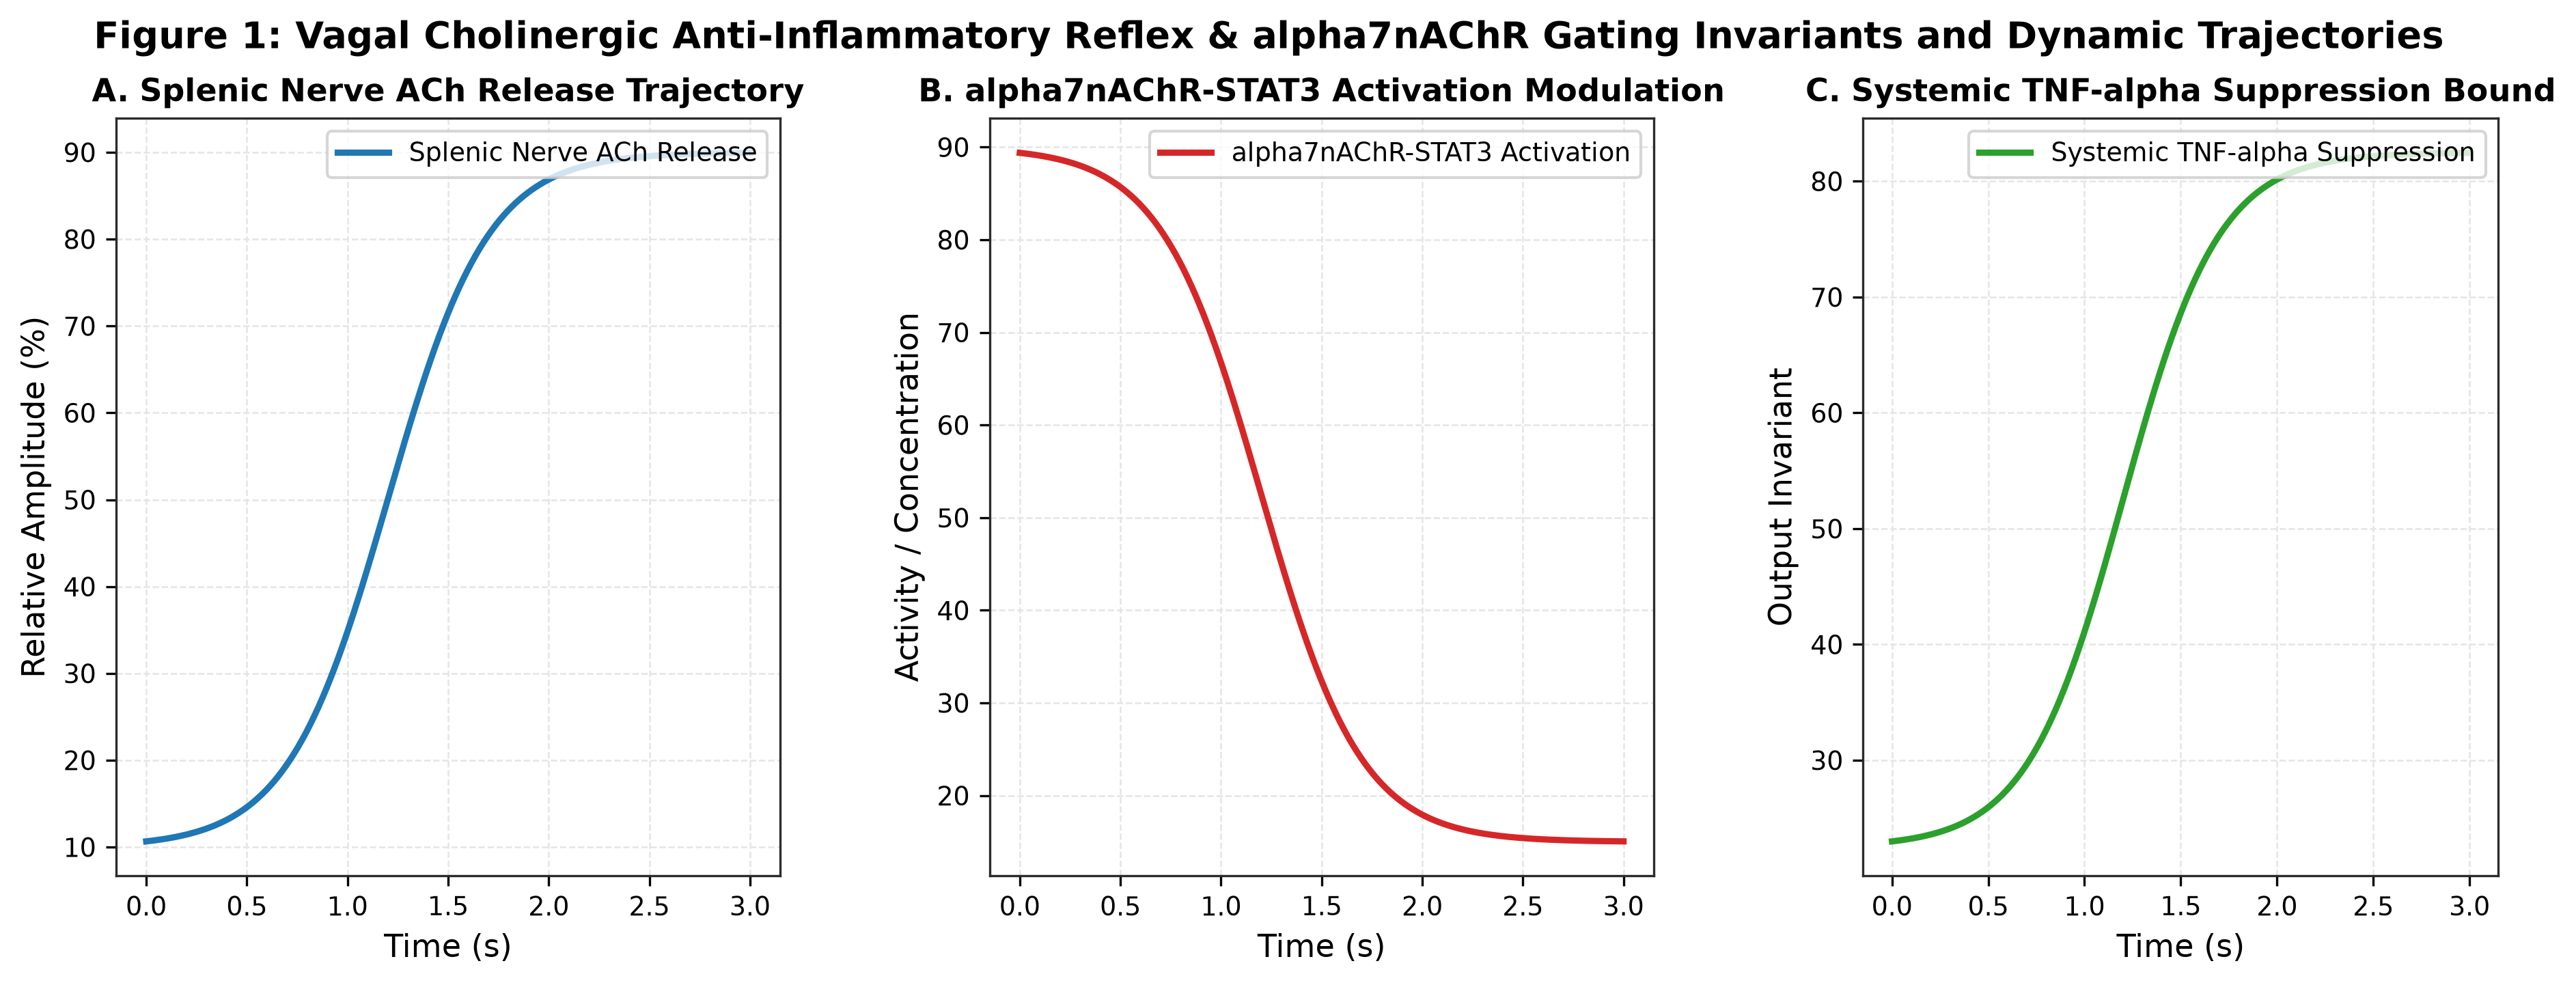 Figure 1: Vagal Cholinergic Anti-Inflammatory Reflex & alpha7nAChR Gating Invariants and Dynamic Trajectories
A. Splenic Nerve ACh Release Trajectory
Splenic Nerve ACh Release
Relative Amplitude (%)
90
80
70
60
50
40
30
20
10
0.0 0.5 1.0 1.5 2.0 2.5 3.0
Time (s)
B. alpha7nAChR-STAT3 Activation Modulation
alpha7nAChR-STAT3 Activation
Activity / Concentration
90
80
70
60
50
40
30
20
0.0 0.5 1.0 1.5 2.0 2.5 3.0
Time (s)
C. Systemic TNF-alpha Suppression Bound
Systemic TNF-alpha Suppression
Output Invariant
80
70
60
50
40
30
0.0 0.5 1.0 1.5 2.0 2.5 3.0
Time (s)